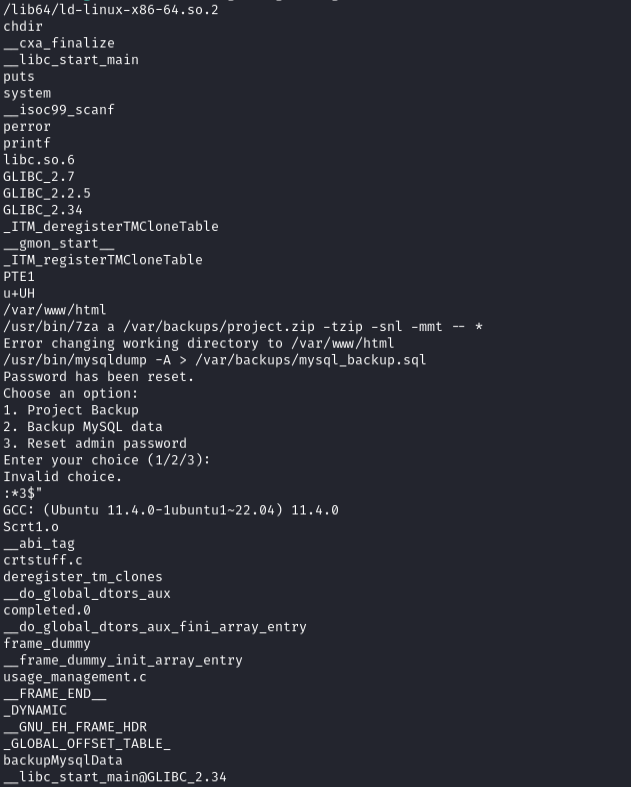 /lib64/ld-linux-x86-64.so.2
chdir
__cxa_finalize
__libc_start_main
puts
system
__isoc99_scanf
perror
printf
libc.so.6
GLIBC_2.7
GLIBC_2.2.5
GLIBC_2.34
_ITM_deregisterTMCloneTable
__gmon_start__
_ITM_registerTMCloneTable
PTE1
u+UH
/var/www/html
/usr/bin/7za a /var/backups/project.zip -tzip -snl -mmt -- *
Error changing working directory to /var/www/html
/usr/bin/mysqldump -A > /var/backups/mysql_backup.sql
Password has been reset.
Choose an option:
1. Project Backup
2. Backup MySQL data
3. Reset admin password
Enter your choice (1/2/3):
Invalid choice.
:*3$"
GCC: (Ubuntu 11.4.0-1ubuntu1~22.04) 11.4.0
Scrt1.o
__abi_tag
crtstuff.c
deregister_tm_clones
__do_global_dtors_aux
completed.0
__do_global_dtors_aux_fini_array_entry
frame_dummy
__frame_dummy_init_array_entry
usage_management.c
__FRAME_END__
_DYNAMIC
__GNU_EH_FRAME_HDR
_GLOBAL_OFFSET_TABLE_
backupMysqlData
__libc_start_main@GLIBC_2.34